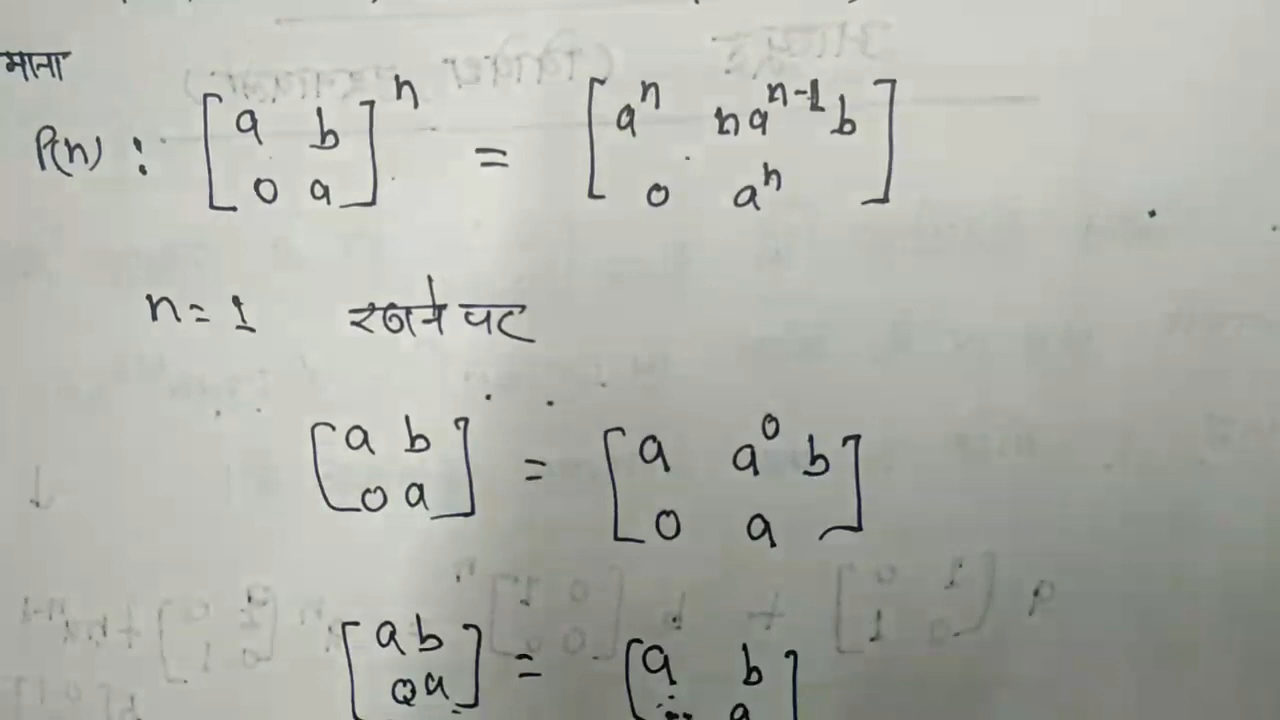 माना
P(n) : [a b; 0 a]^n = [a^n na^{n-1}b; 0 a^n]
n = 1 रखने पर
[a b; 0 a] = [a a^0 b; 0 a]
[a b; 0 a] = [a b; a]